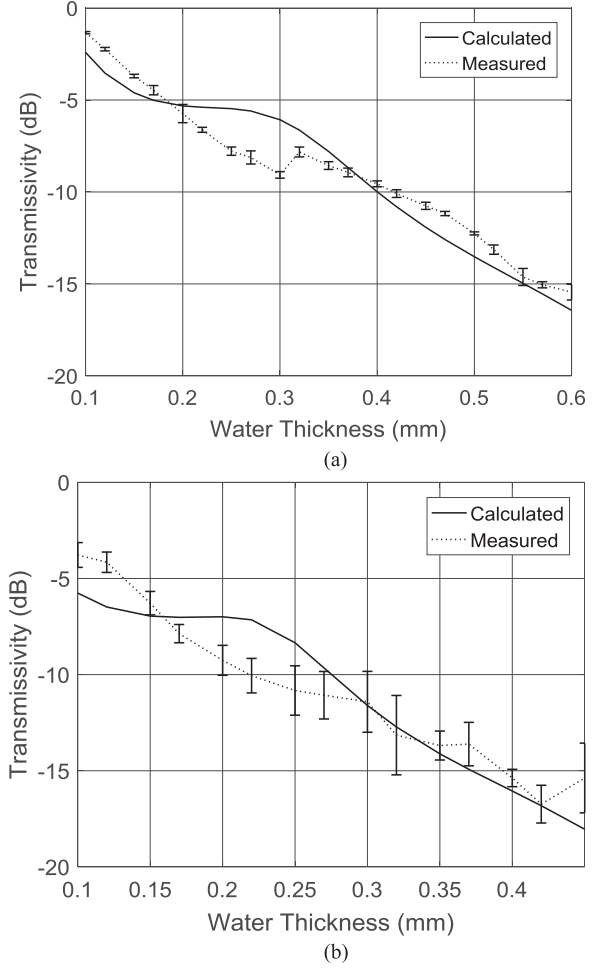 0
Calculated
Measured
-5
-10
-15
-20
Transmissivity (dB)
0.1 0.2 0.3 0.4 0.5 0.6
Water Thickness (mm)
(a)
0
Calculated
Measured
-5
-10
-15
-20
Transmissivity (dB)
0.1 0.15 0.2 0.25 0.3 0.35 0.4
Water Thickness (mm)
(b)